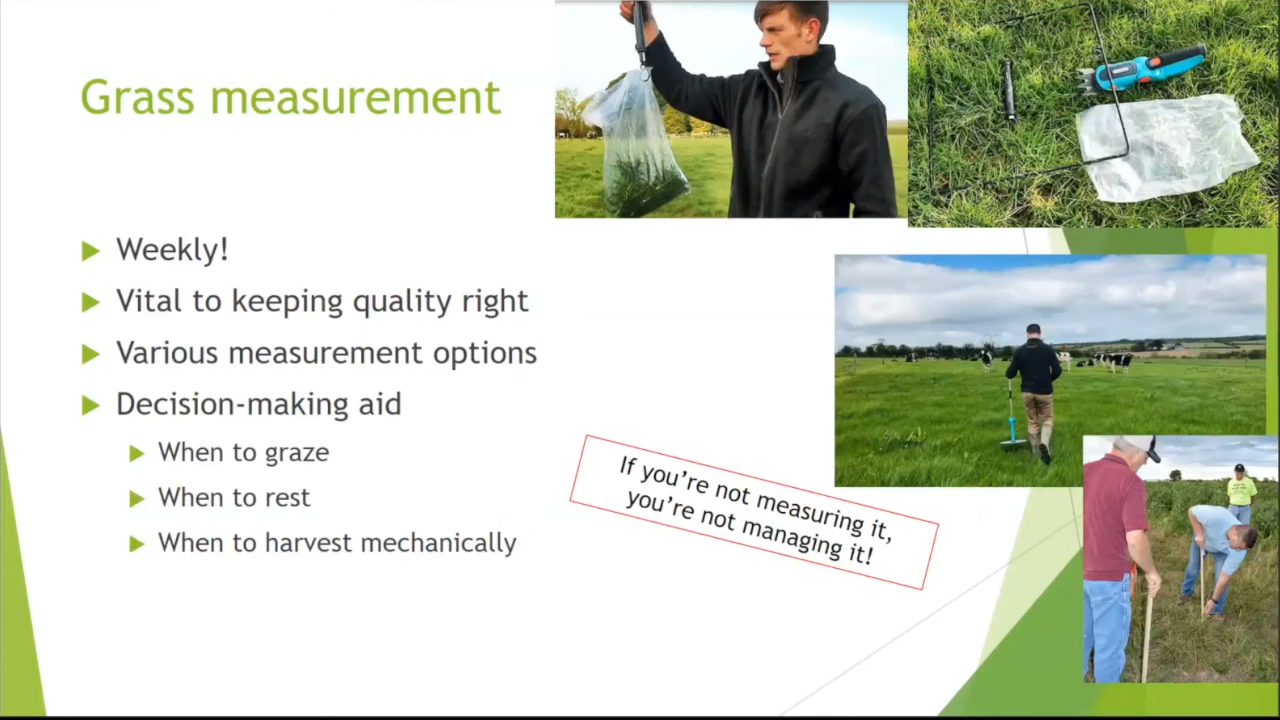 Grass measurement
Weekly!
Vital to keeping quality right
Various measurement options
Decision-making aid
When to graze
When to rest
When to harvest mechanically
If you're not measuring it,
you're not managing it!